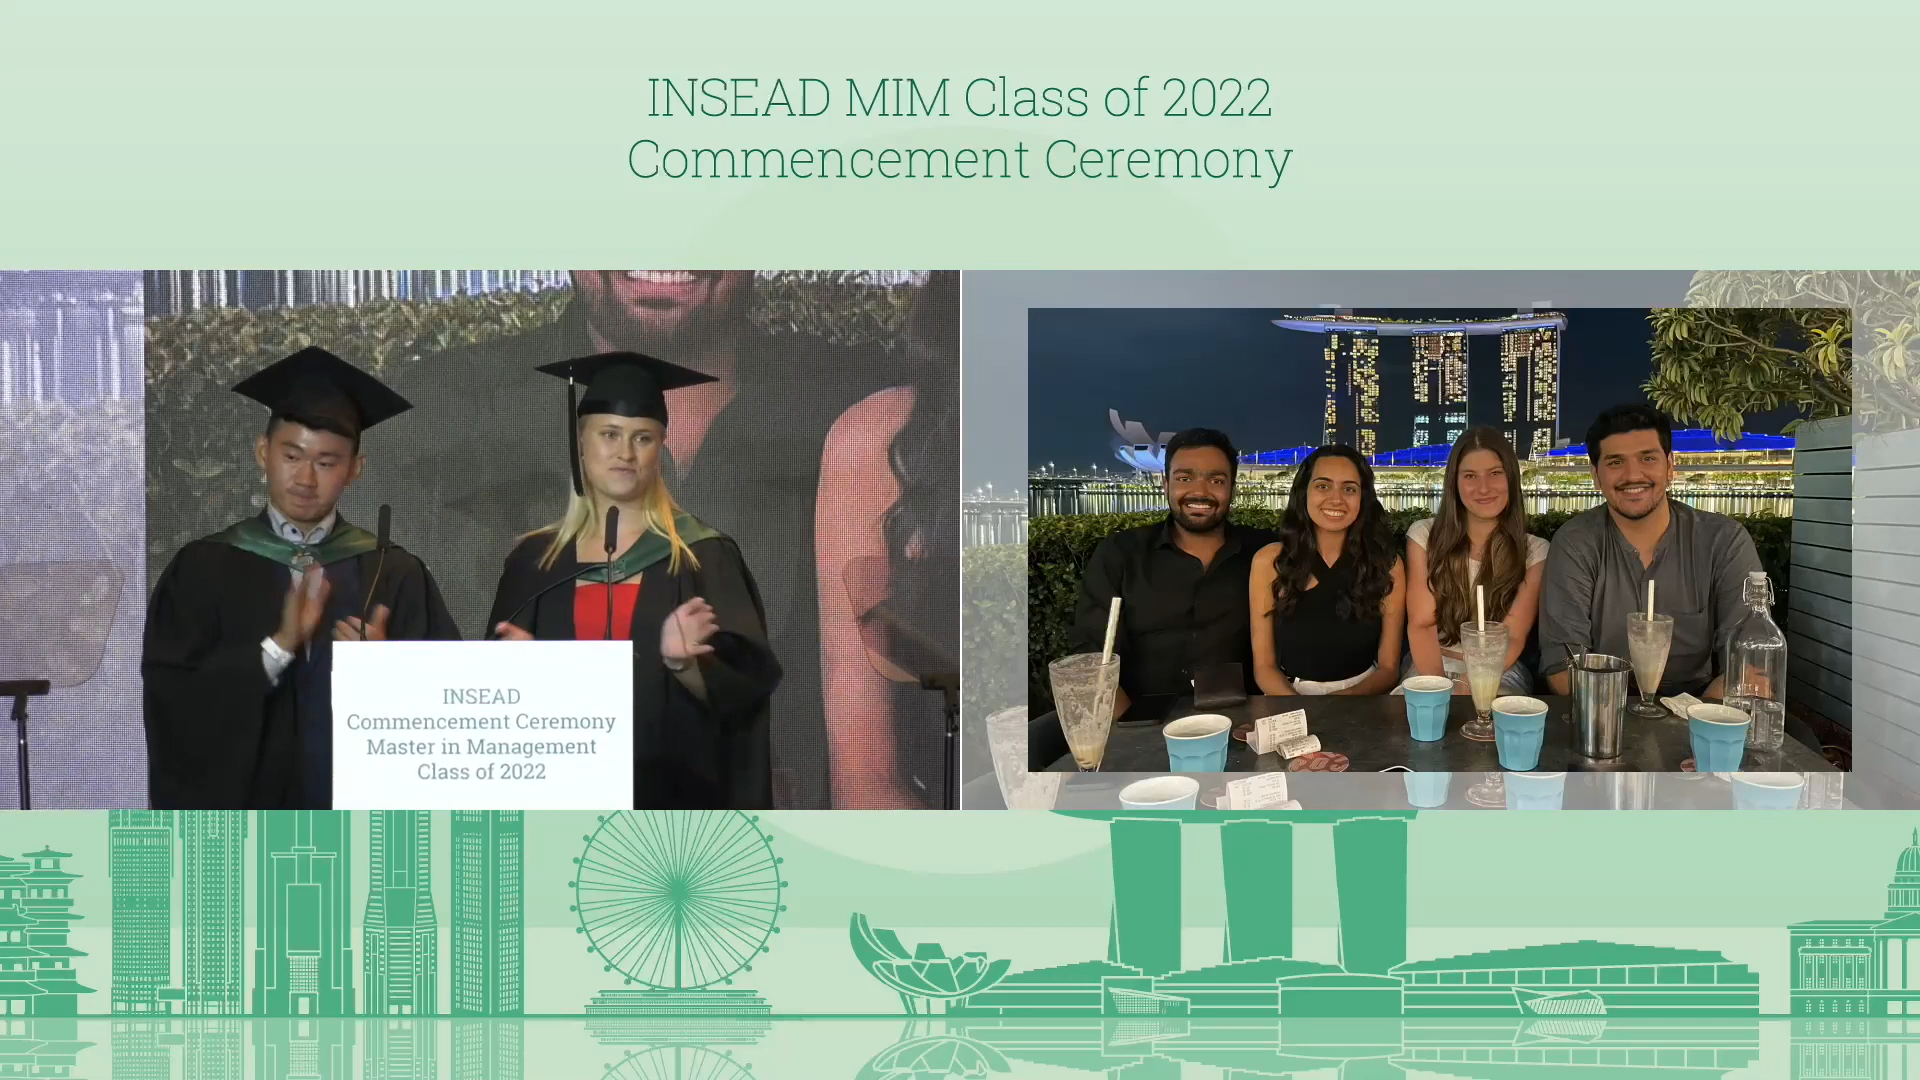 INSEAD MIM Class of 2022
Commencement Ceremony
INSEAD
Commencement Ceremony
Master in Management
Class of 2022